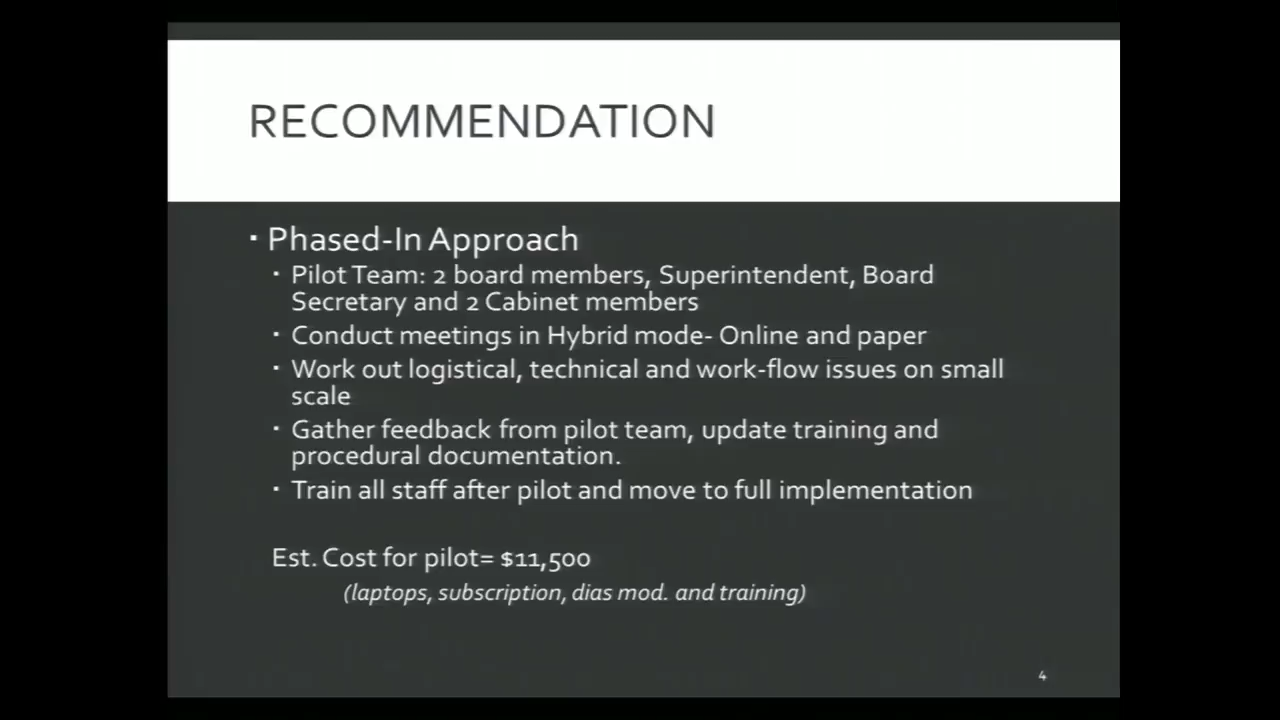 RECOMMENDATION
▪ Phased-In Approach
▪ Pilot Team: 2 board members, Superintendent, Board
Secretary and 2 Cabinet members
▪ Conduct meetings in Hybrid mode- Online and paper
▪ Work out logistical, technical and work-flow issues on small
scale
▪ Gather feedback from pilot team, update training and
procedural documentation.
▪ Train all staff after pilot and move to full implementation
Est. Cost for pilot= $11,500
(laptops, subscription, dias mod. and training)
4